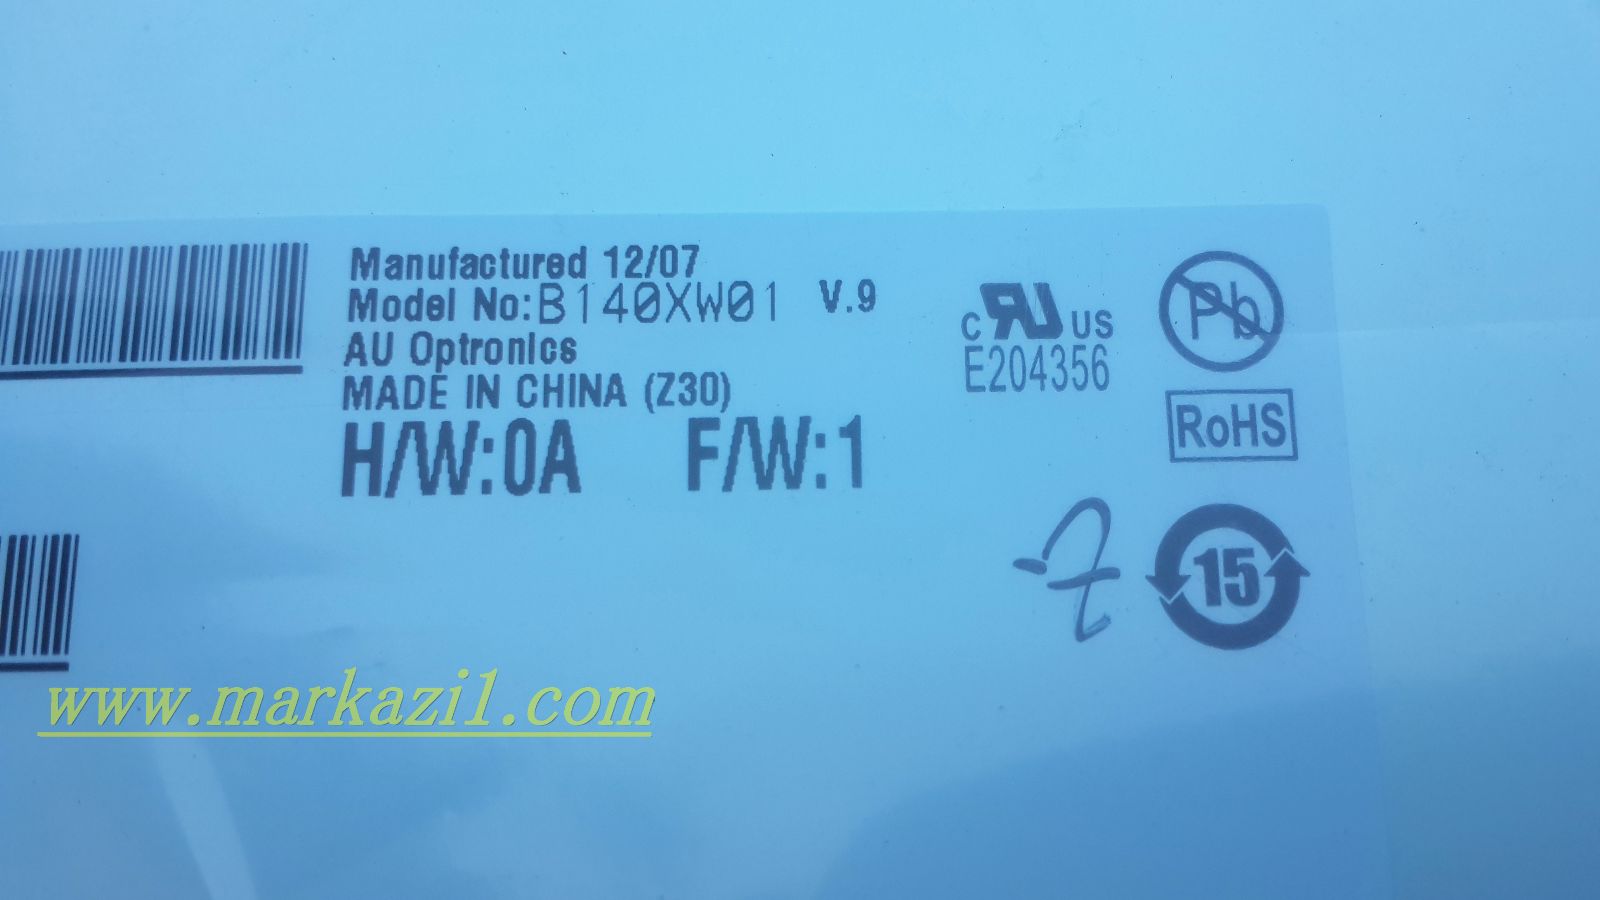 Manufactured 12/07
Model No:B140XW01 V.9
AU Optronics
MADE IN CHINA (Z30)
H/W:0A F/W:1
c RU US
E204356
Pb
RoHS
15
www.markazi1.com